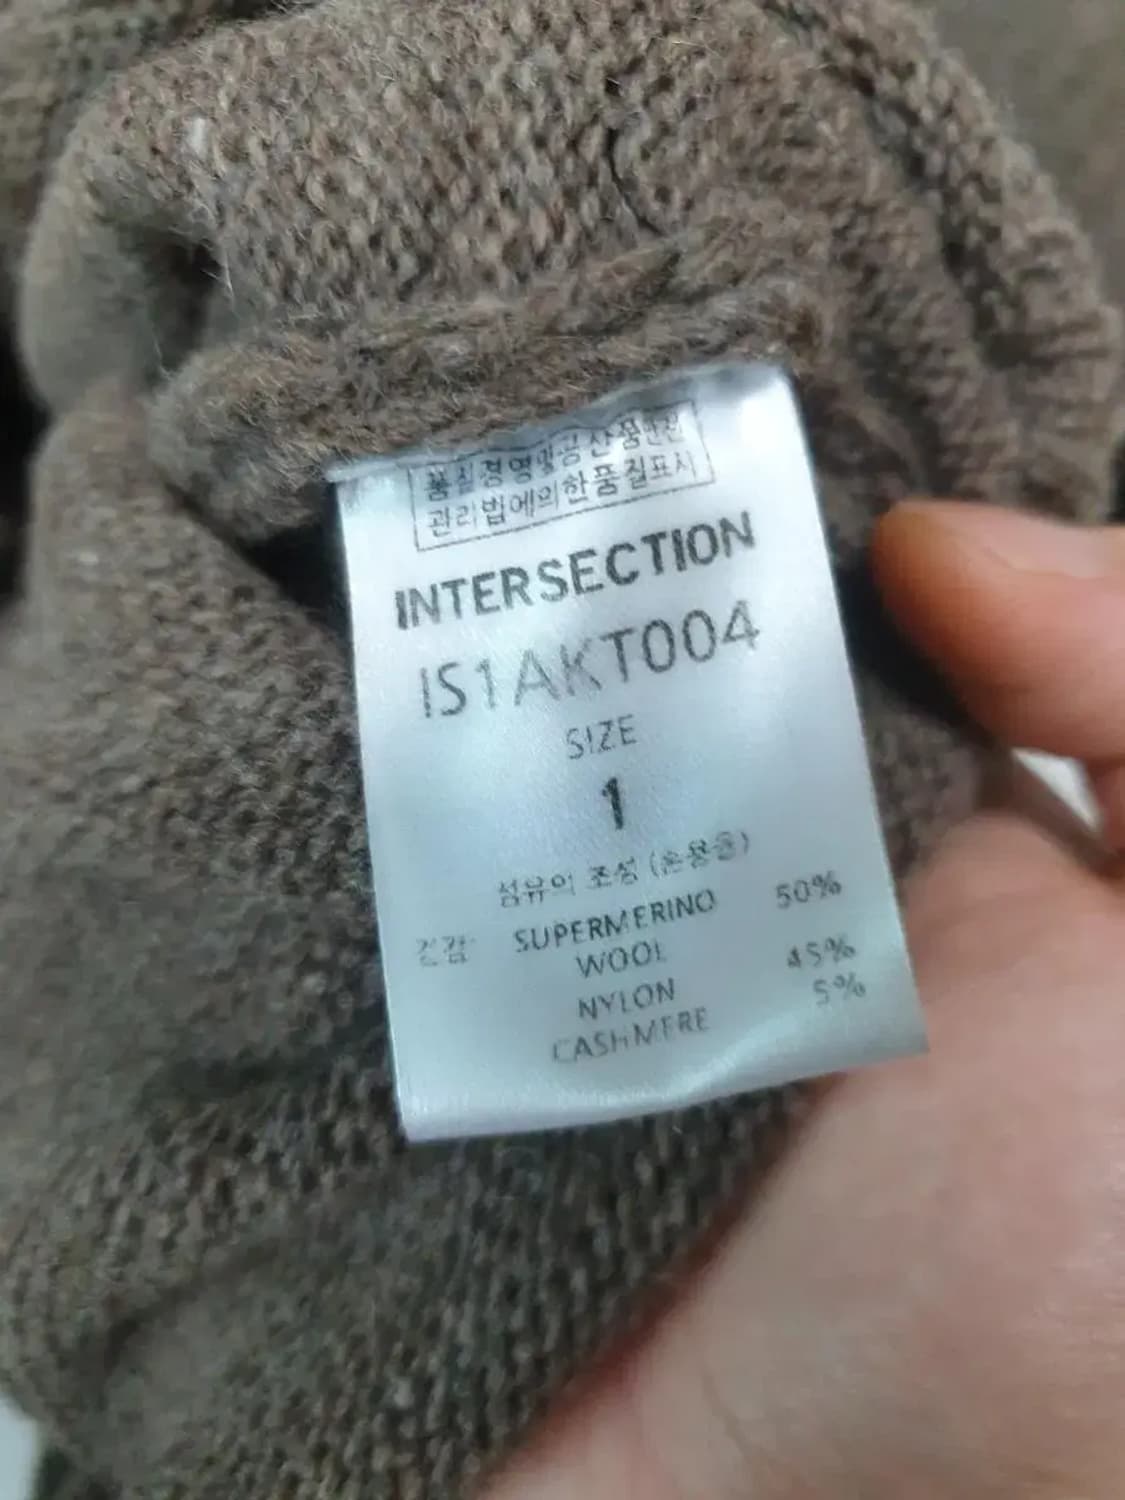 품질경영및공산품안전
관리법에의한품질표시
INTERSECTION
IS1AKT004
SIZE
1
섬유의 조성 (혼용율)
겉감 SUPERMERINO 50%
WOOL
NYLON 45%
CASHMERE 5%